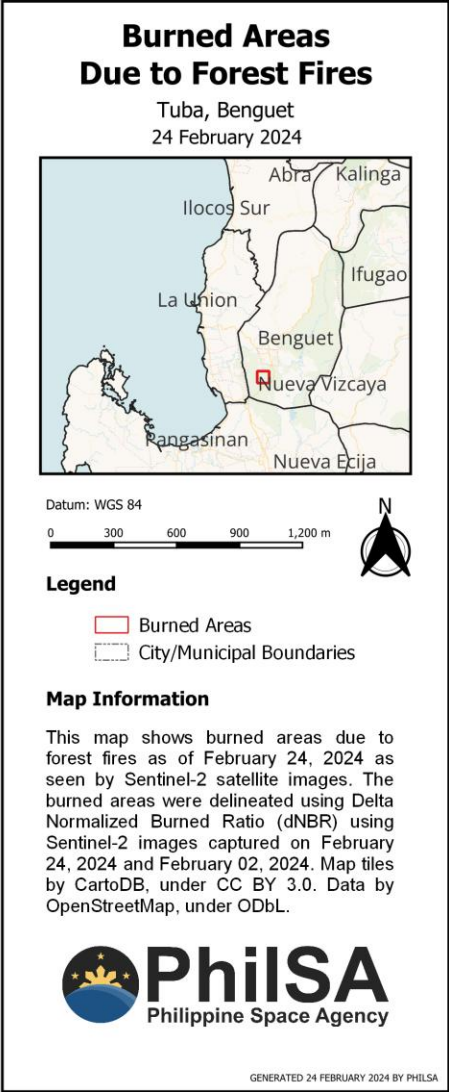 Burned Areas
Due to Forest Fires
Tuba, Benguet
24 February 2024
Abra Kalinga
Ilocos Sur
Ifugao
La Union
Benguet
Nueva Vizcaya
Pangasinan
Nueva Ecija
Datum: WGS 84
N
0 300 600 900 1,200 m
Legend
Burned Areas
City/Municipal Boundaries
Map Information
This map shows burned areas due to
forest fires as of February 24, 2024 as
seen by Sentinel-2 satellite images. The
burned areas were delineated using Delta
Normalized Burned Ratio (dNBR) using
Sentinel-2 images captured on February
24, 2024 and February 02, 2024. Map tiles
by CartoDB, under CC BY 3.0. Data by
OpenStreetMap, under ODbL.
PhilSA
Philippine Space Agency
GENERATED 24 FEBRUARY 2024 BY PHILSA